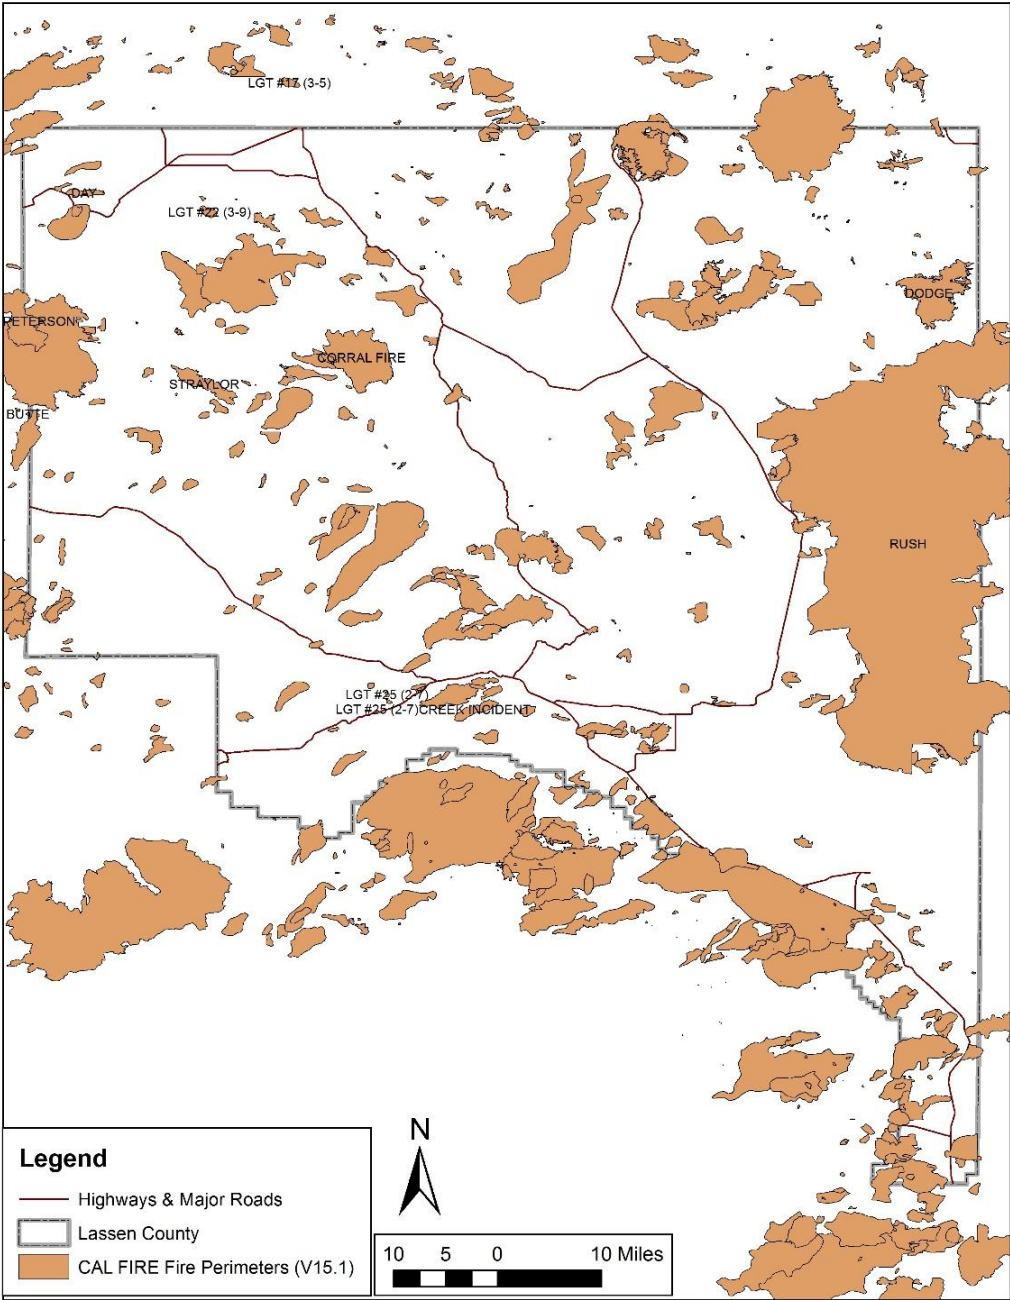 LGT #17 (3-5)
DAY
LGT #22 (3-9)
DODGE
PETERSON
CORRAL FIRE
STRAYLOR
BUTTE
RUSH
LGT #25 (2-7)
LGT #25 (2-7)CREEK INCIDENT
N
Legend
Highways & Major Roads
Lassen County
CAL FIRE Fire Perimeters (V15.1)
10 5 0 10 Miles